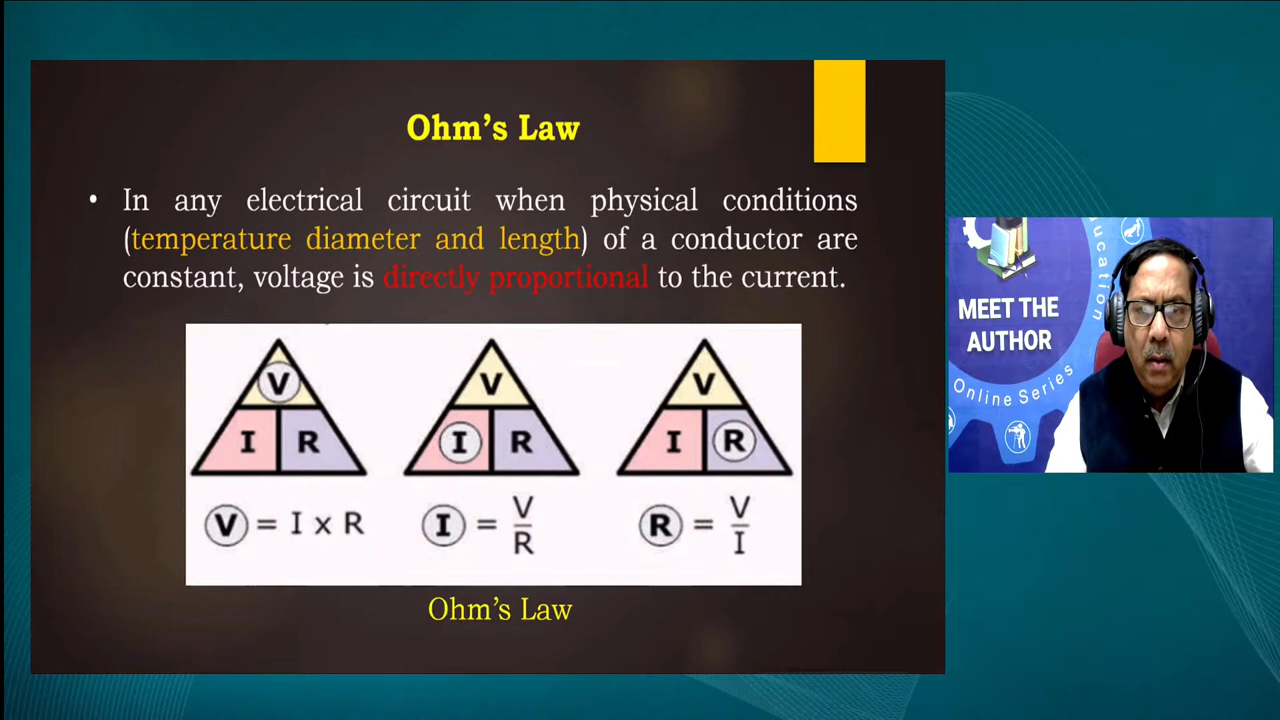 Ohm's Law
• In any electrical circuit when physical conditions
(temperature diameter and length) of a conductor are
constant, voltage is directly proportional to the current.
V
I R
V = I x R
V
I R
I = V/R
V
I R
R = V/I
Ohm's Law
MEET THE
AUTHOR
Online Series
ucation